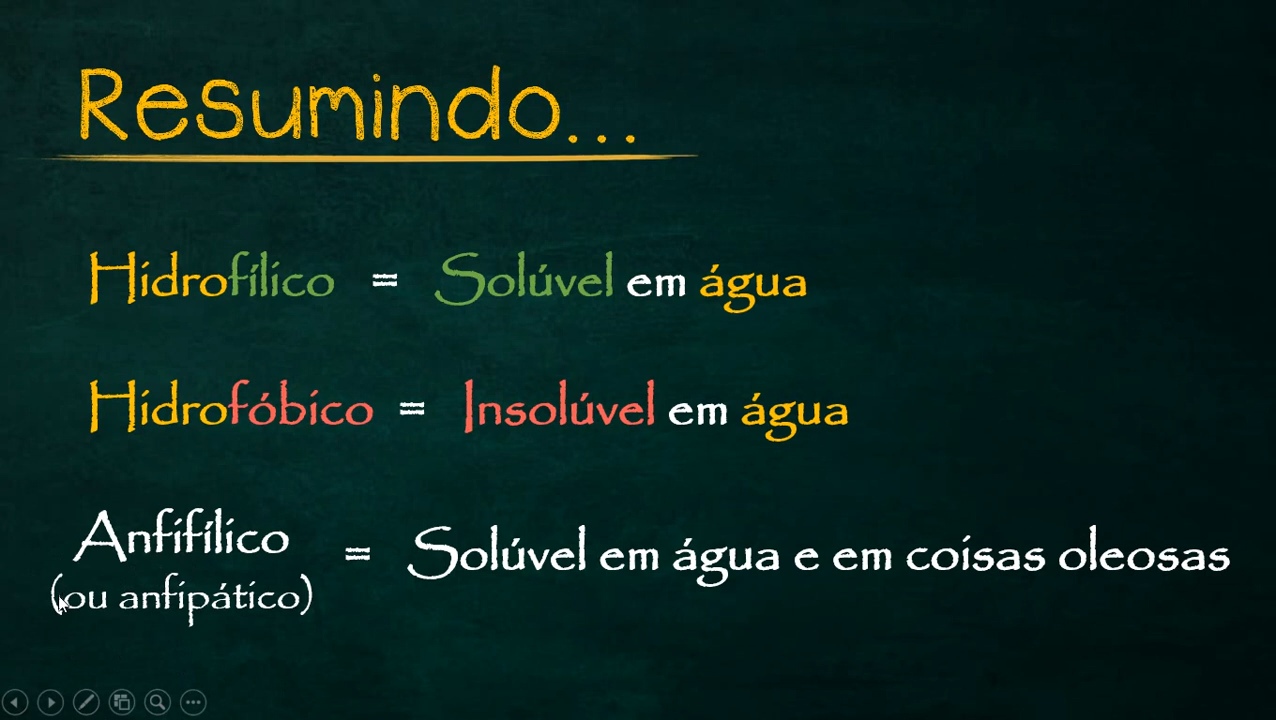 Resumindo...
Hidrofílico = Solúvel em água
Hidrofóbico = Insolúvel em água
Anfifílico = Solúvel em água e em coisas oleosas
(ou anfipático)